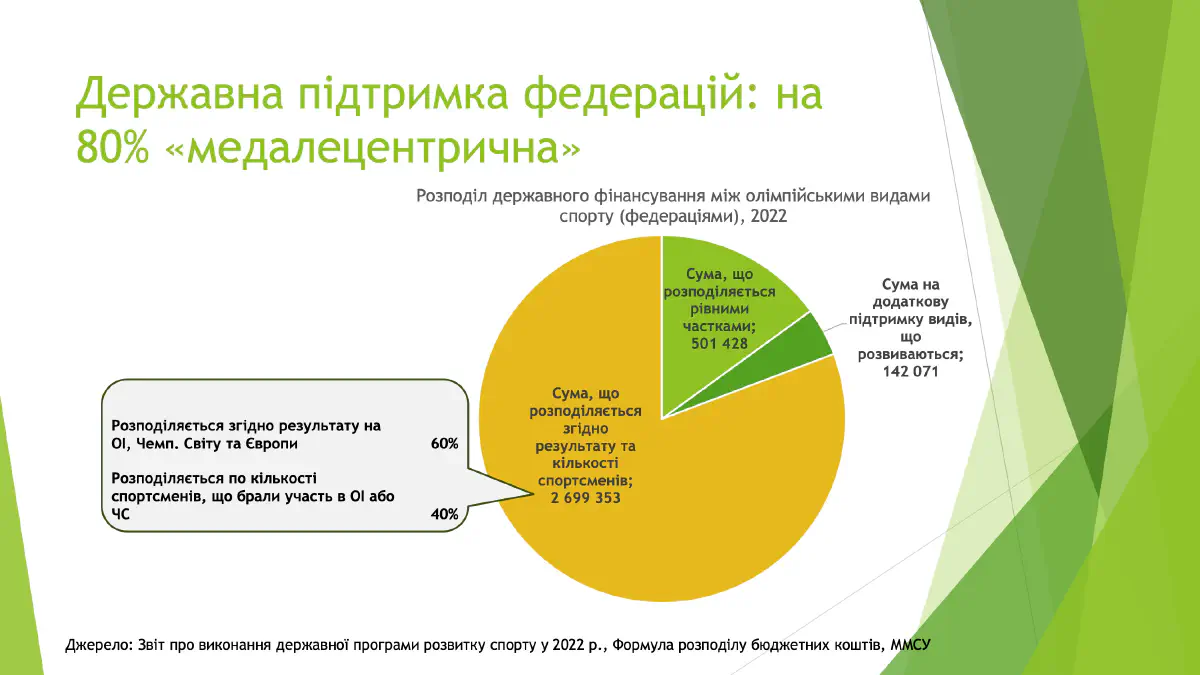 Державна підтримка федерацій: на
80% «медалецентрична»
Розподіл державного фінансування між олімпійськими видами
спорту (федераціями), 2022
Сума, що
розподіляється
рівними
частками;
501 428
Сума на
додаткову
підтримку видів,
що
розвиваються;
142 071
Сума, що
розподіляється
згідно
результату та
кількості
спортсменів;
2 699 353
Розподіляється згідно результату на
ОІ, Чемп. Світу та Європи 60%
Розподіляється по кількості
спортсменів, що брали участь в ОІ або
ЧС 40%
Джерело: Звіт про виконання державної програми розвитку спорту у 2022 р., Формула розподілу бюджетних коштів, ММСУ